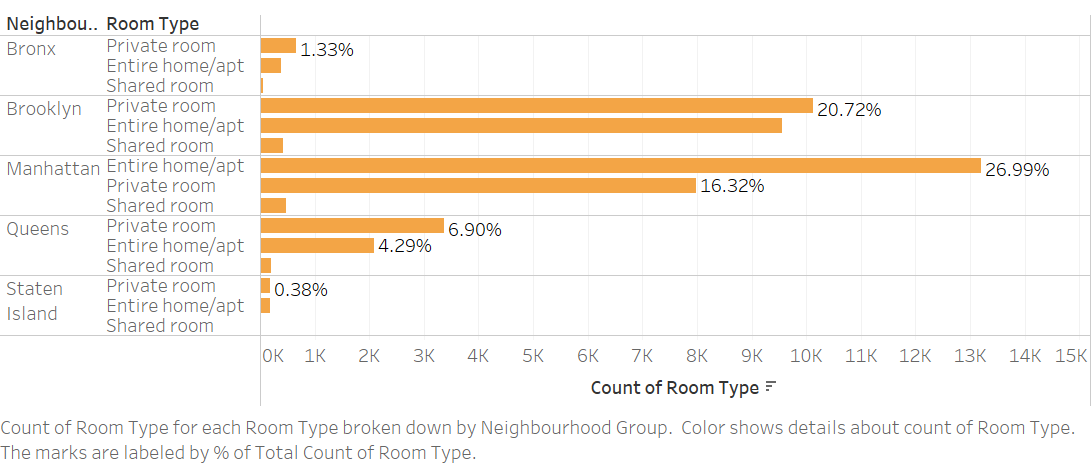 Neighbou.. Room Type
Bronx Private room 1.33%
Entire home/apt
Shared room
Brooklyn Private room 20.72%
Entire home/apt
Shared room
Manhattan Entire home/apt 26.99%
Private room 16.32%
Shared room
Queens Private room 6.90%
Entire home/apt 4.29%
Shared room
Staten Island Private room 0.38%
Entire home/apt
Shared room
0K 1K 2K 3K 4K 5K 6K 7K 8K 9K 10K 11K 12K 13K 14K 15K
Count of Room Type
Count of Room Type for each Room Type broken down by Neighbourhood Group. Color shows details about count of Room Type.
The marks are labeled by % of Total Count of Room Type.